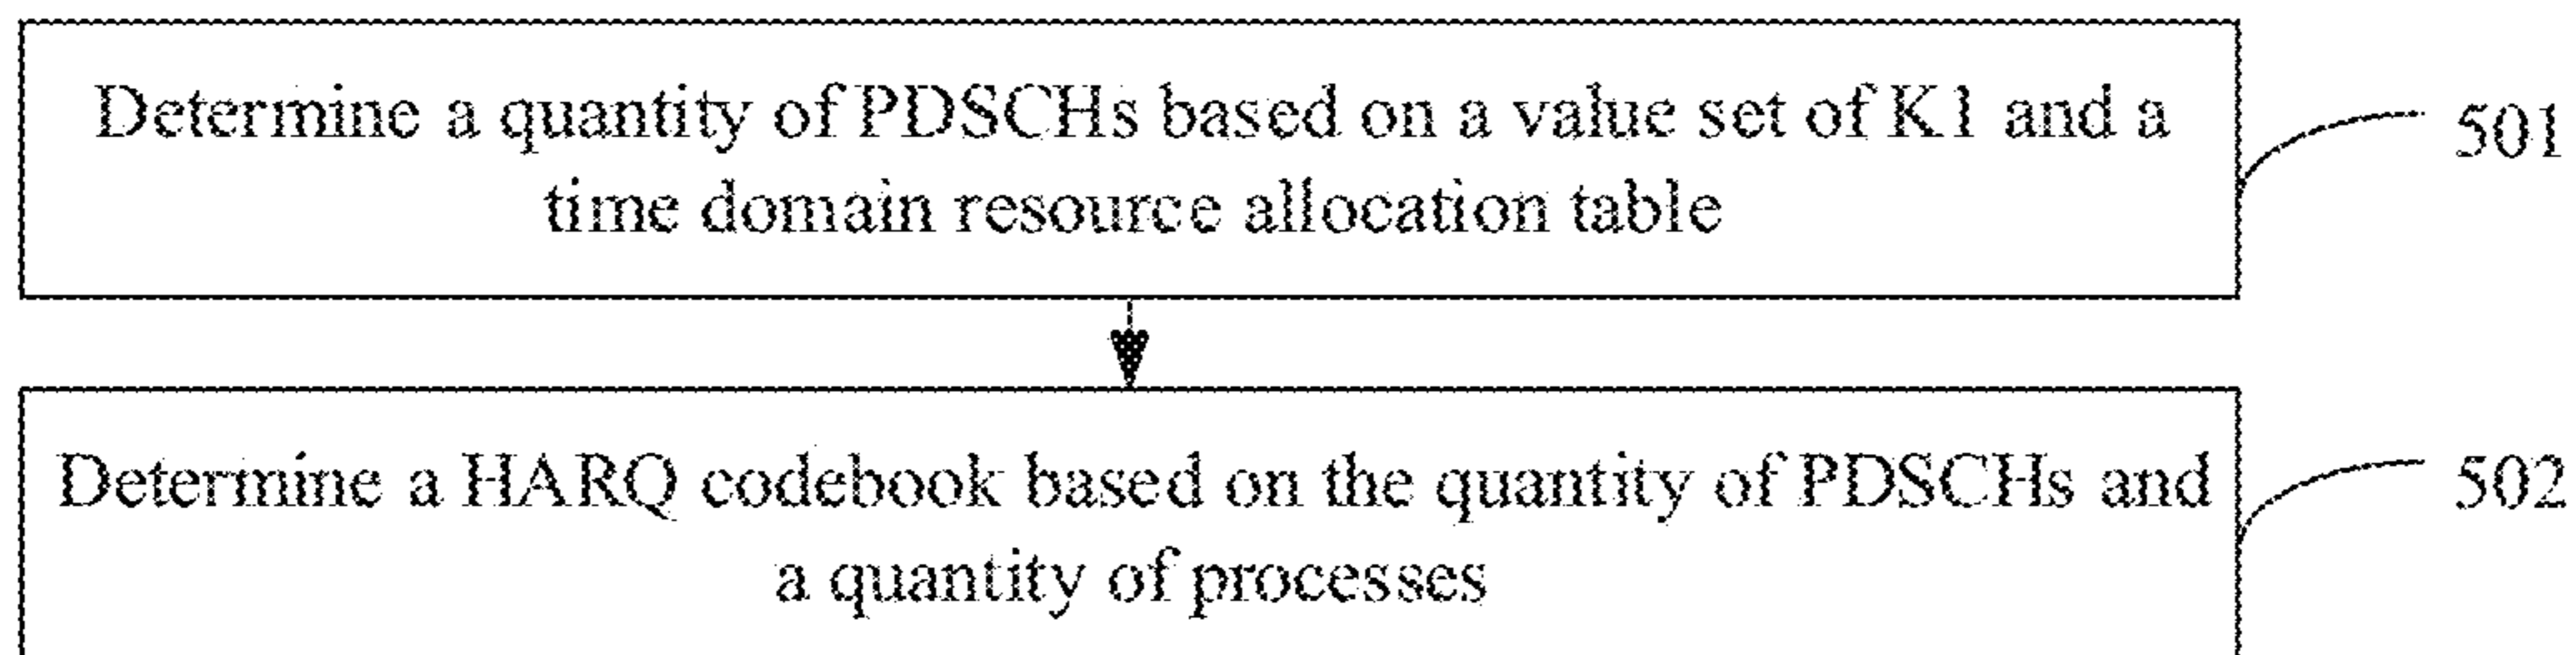 Determine a quantity of PDSCHs based on a value set of K1 and a
time domain resource allocation table
501
Determine a HARQ codebook based on the quantity of PDSCHs and
a quantity of processes
502